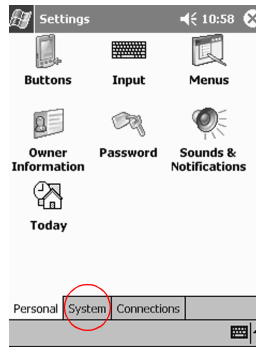 Settings 10:58
Buttons Input Menus
Owner Information Password Sounds & Notifications
Today
Personal System Connections